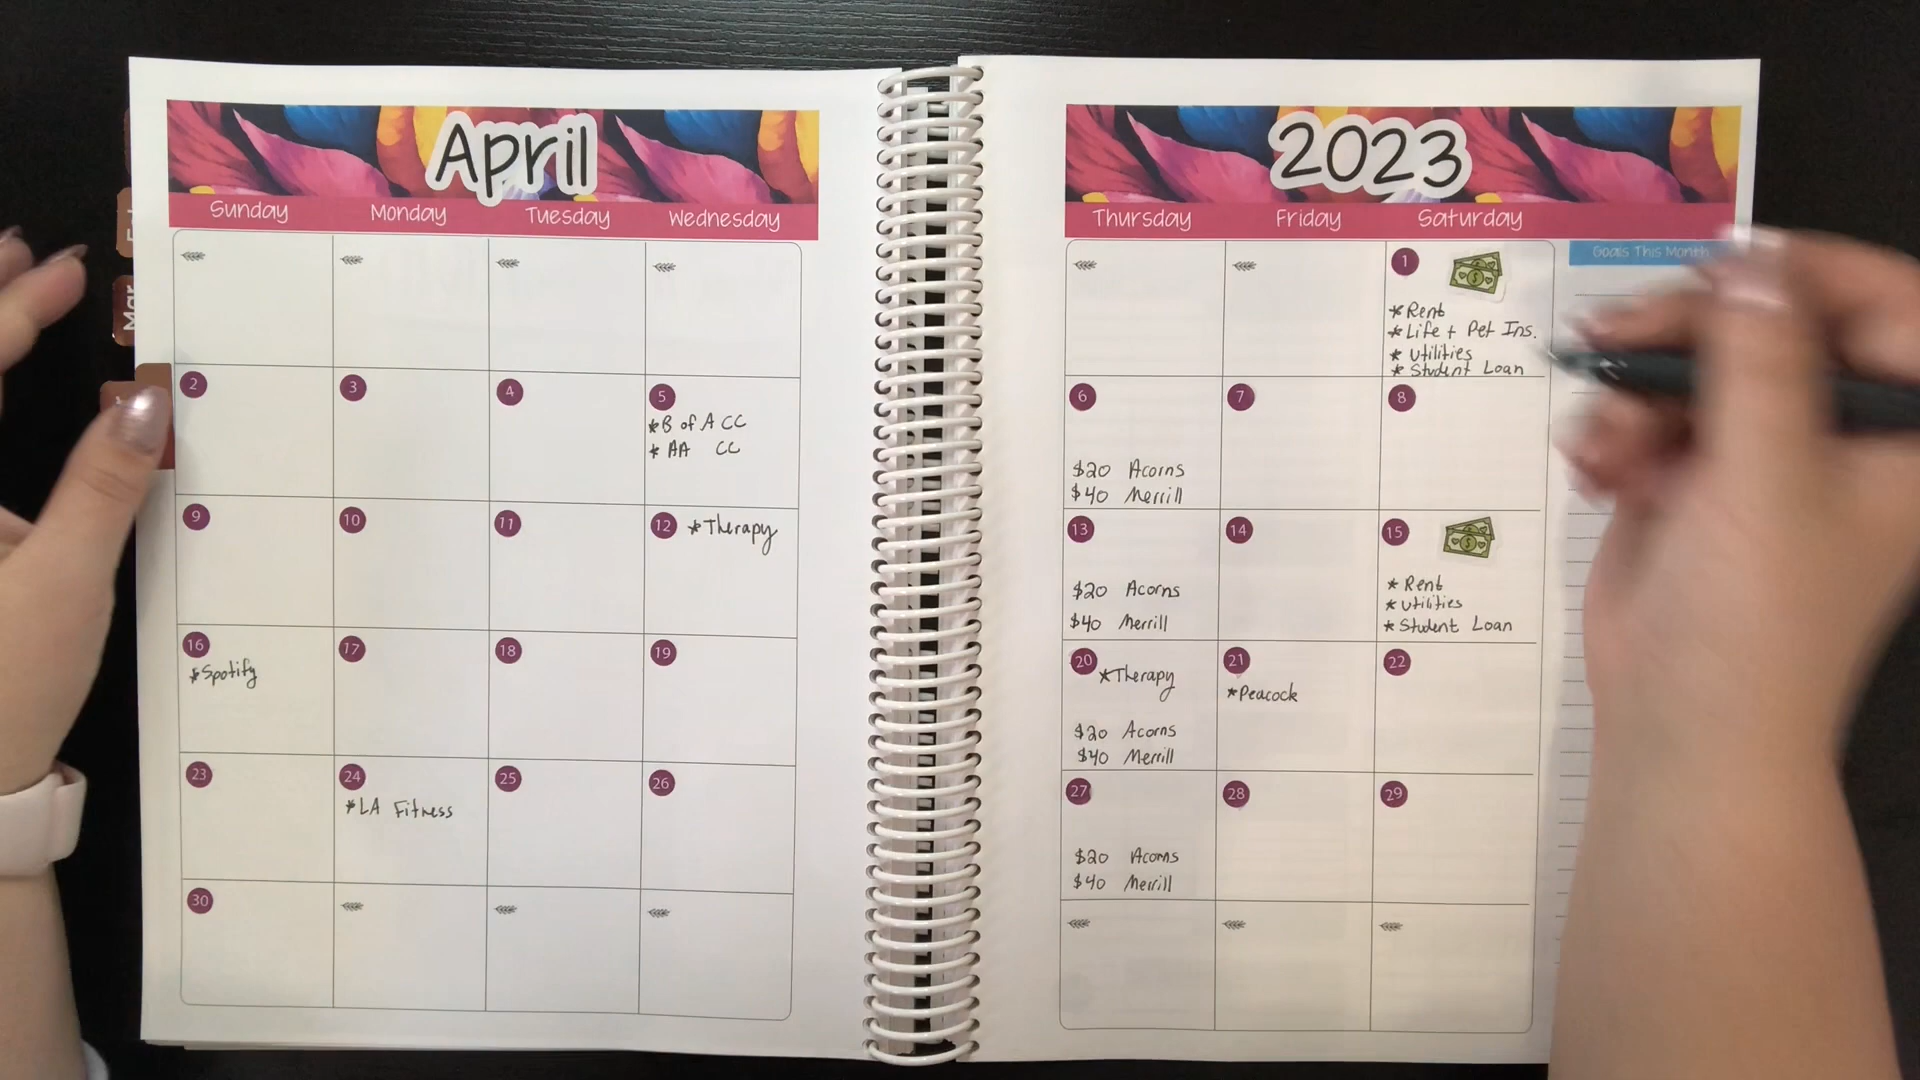 April
2023
Sunday Monday Tuesday Wednesday
Thursday Friday Saturday
Goals This Month
1
*Rent
*Life + Pet Ins.
* Utilities
* Student Loan
2
3
4
5
*B of A CC
* AA CC
6
$20 Acorns
$40 Merrill
7
8
9
10
11
12 *Therapy
13
$20 Acorns
$40 Merrill
14
15
* Rent
* Utilities
* Student Loan
16
*Spotify
17
18
19
20 *Therapy
$20 Acorns
$40 Merrill
21
*Peacock
22
23
24
*LA Fitness
25
26
27
$20 Acorns
$40 Merrill
28
29
30
Mar